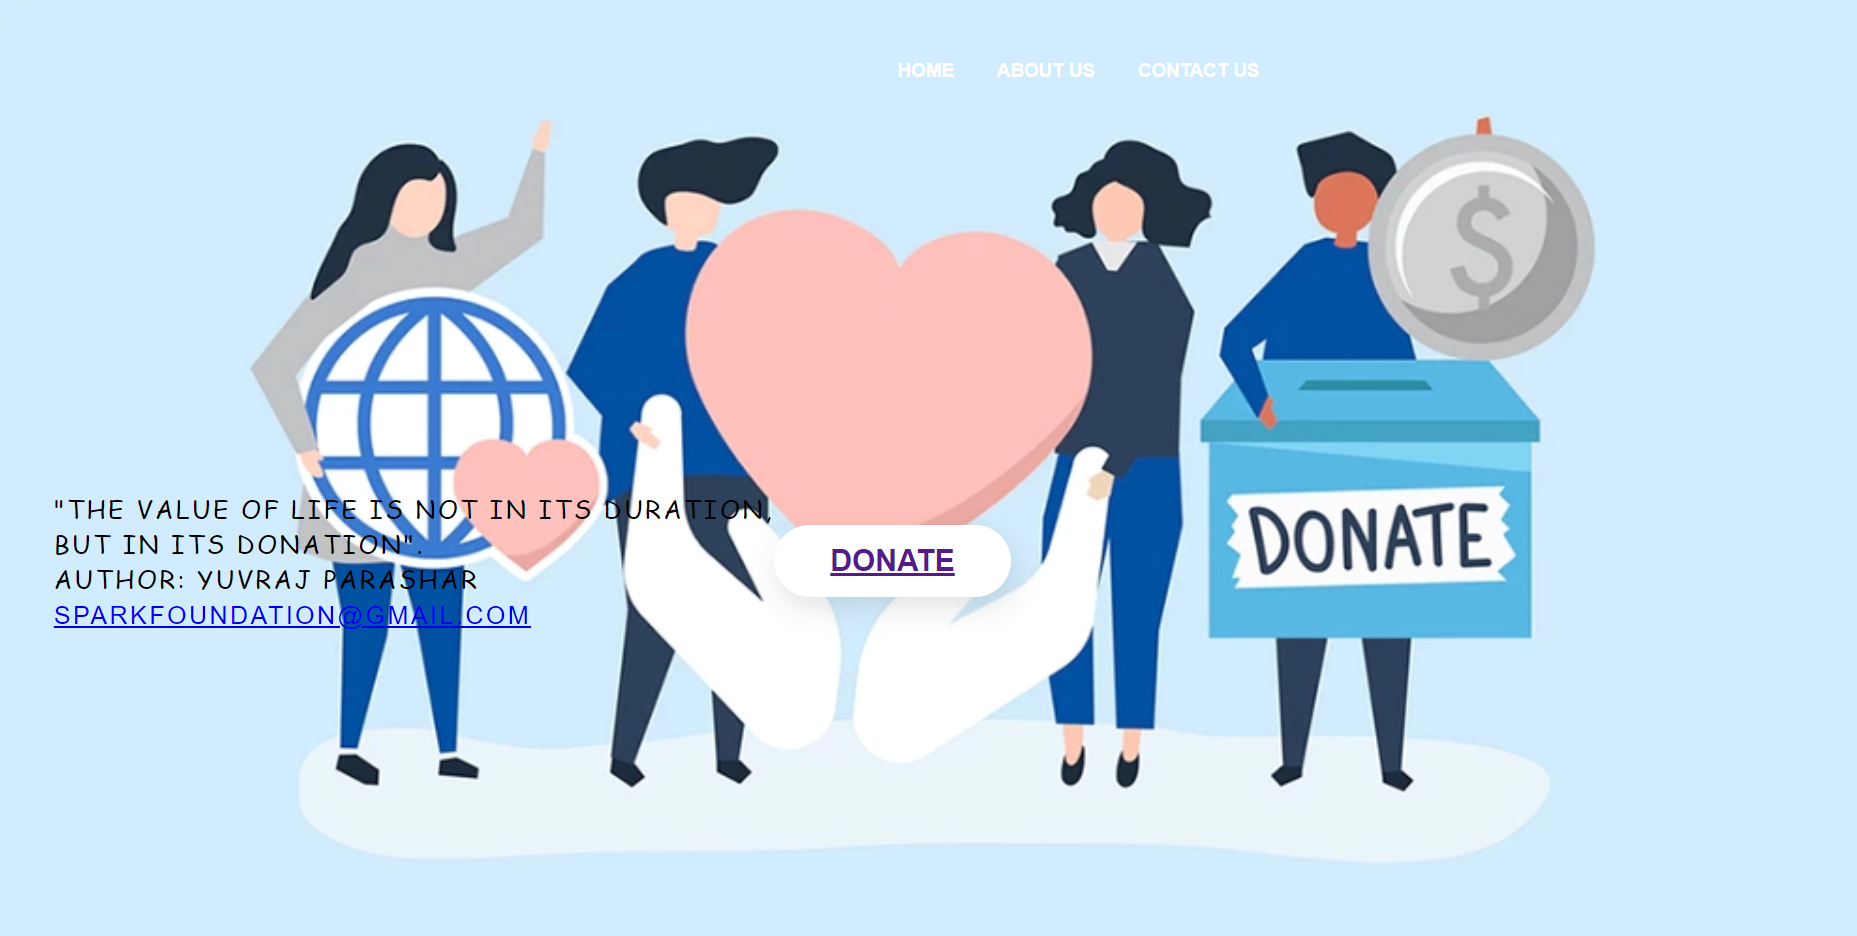 HOME ABOUT US CONTACT US
$
"THE VALUE OF LIFE IS NOT IN ITS DURATION,
BUT IN ITS DONATION".
AUTHOR: YUVRAJ PARASHAR
SPARKFOUNDATION@GMAIL.COM
DONATE
DONATE